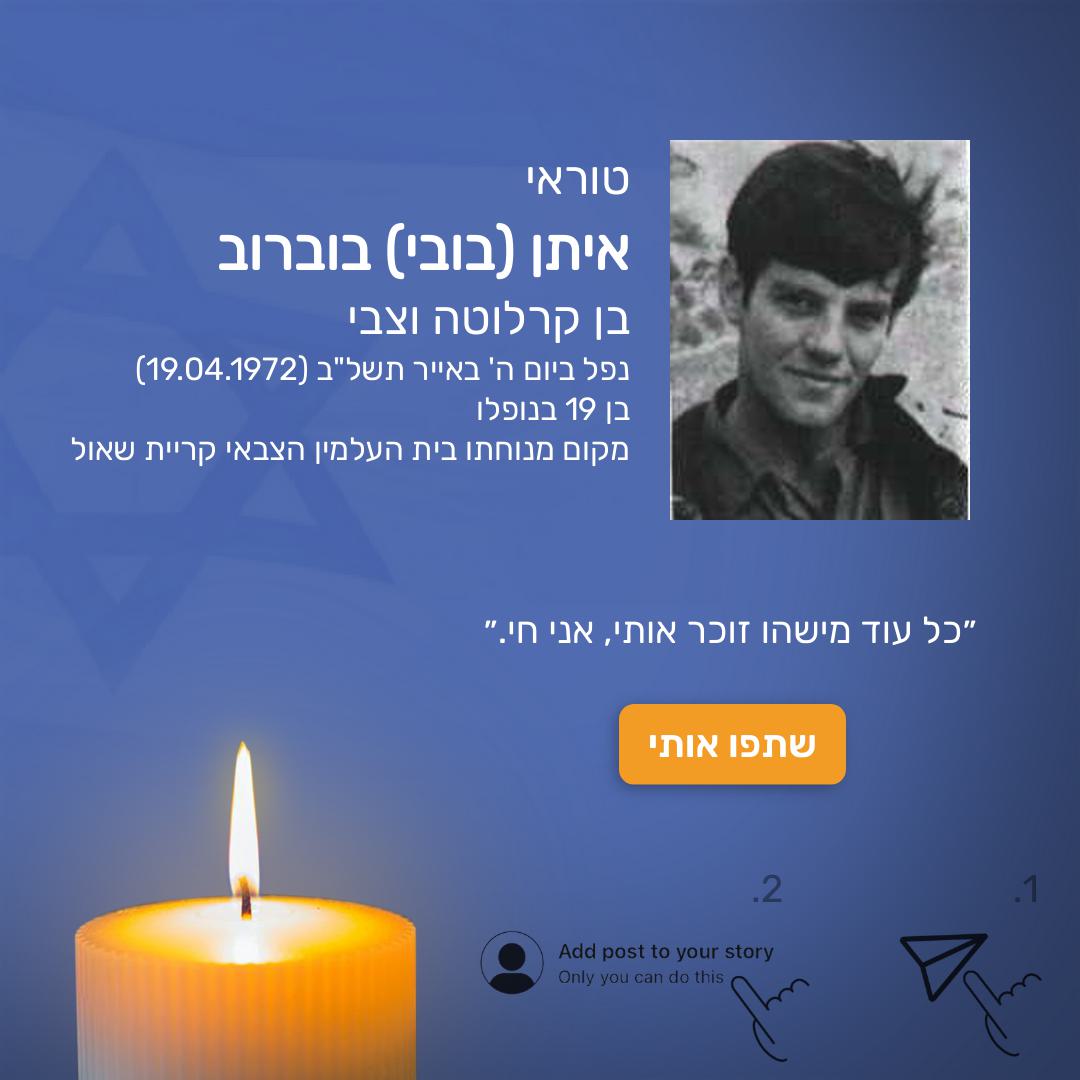 טוראי
איתן (בובי) בוברוב
בן קרלוטה וצבי
נפל ביום ה' באייר תשל"ב (19.04.1972)
בן 19 בנופלו
מקום מנוחתו בית העלמין הצבאי קריית שאול
"כל עוד מישהו זוכר אותי, אני חי."
שתפו אותי
.1
.2
Add post to your story
Only you can do this